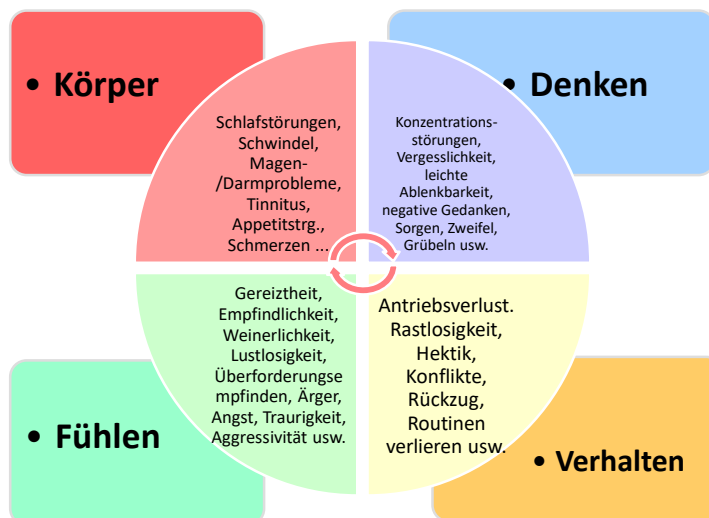 • Körper
Schlafstörungen,
Schwindel,
Magen-
/Darmprobleme,
Tinnitus,
Appetitstrg.,
Schmerzen ...
• Denken
Konzentrations-
störungen,
Vergesslichkeit,
leichte
Ablenkbarkeit,
negative Gedanken,
Sorgen, Zweifel,
Grübeln usw.
• Fühlen
Gereiztheit,
Empfindlichkeit,
Weinerlichkeit,
Lustlosigkeit,
Überforderungse
mpfinden, Ärger,
Angst, Traurigkeit,
Aggressivität usw.
• Verhalten
Antriebsverlust.
Rastlosigkeit,
Hektik,
Konflikte,
Rückzug,
Routinen
verlieren usw.